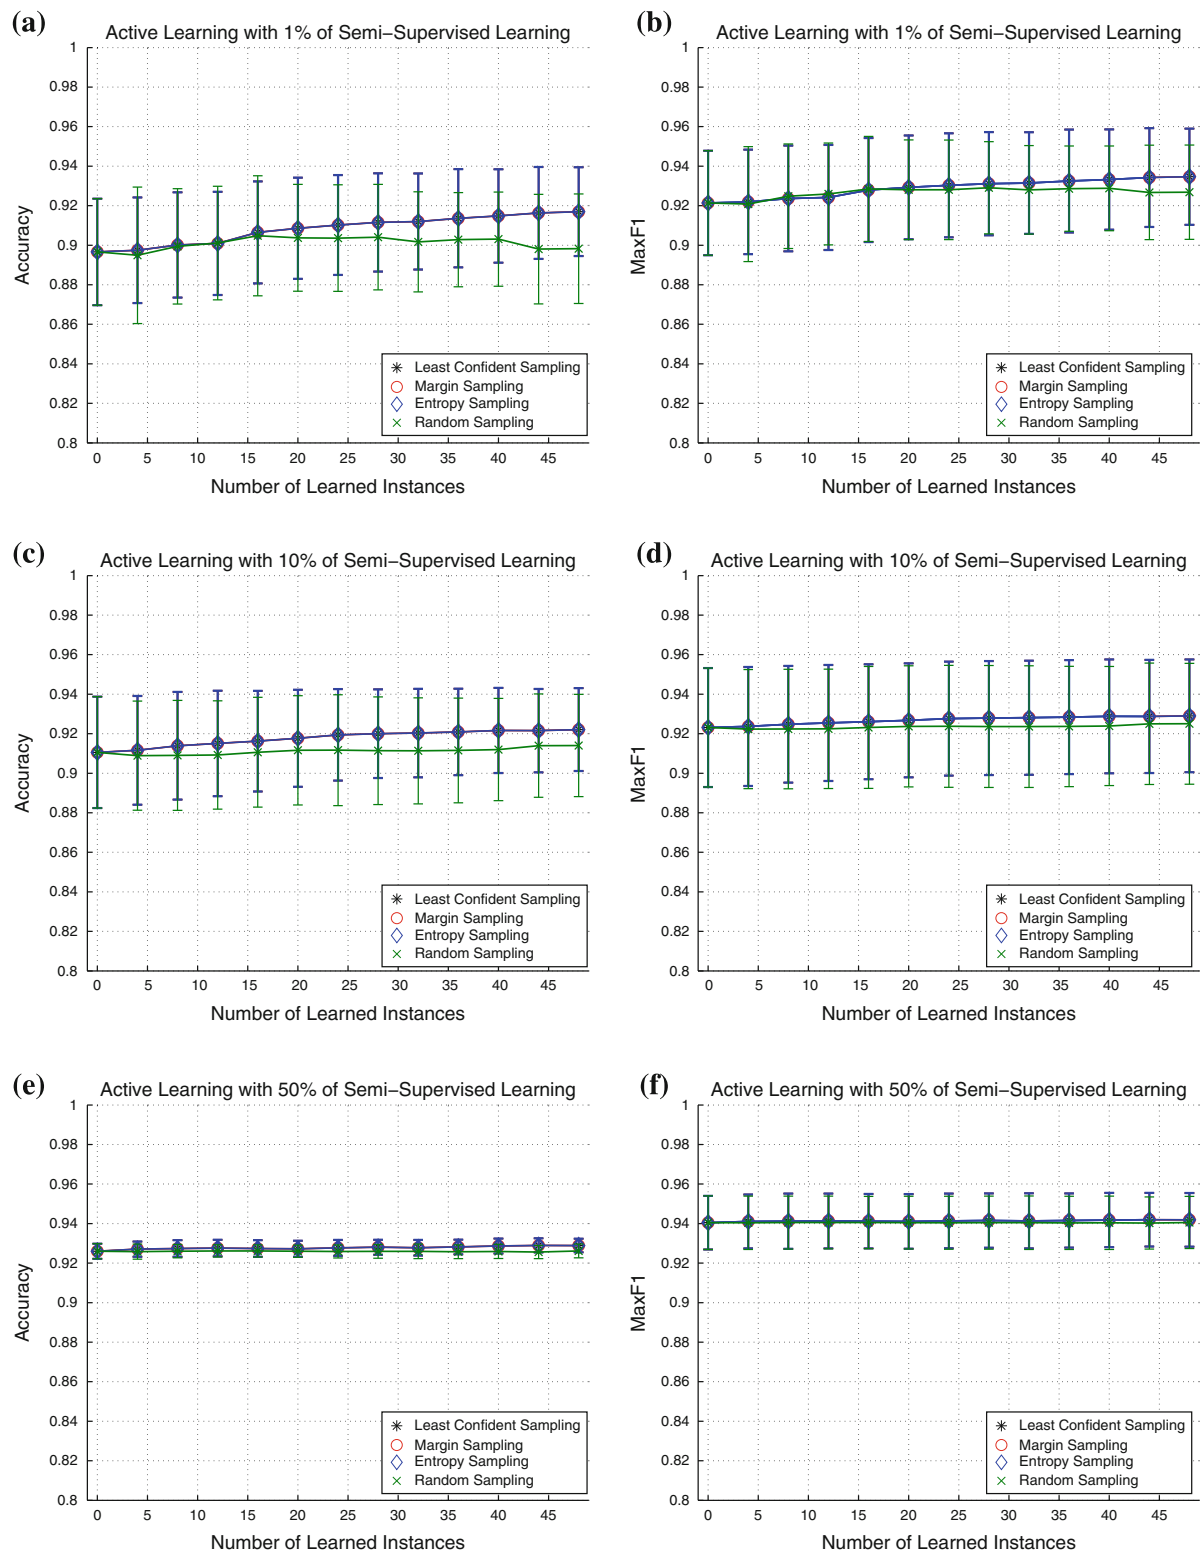 (a)
Active Learning with 1% of Semi-Supervised Learning
1
0.98
0.96
0.94
0.92
0.9
0.88
0.86
0.84
0.82
0.8
Accuracy
0 5 10 15 20 25 30 35 40 45
Number of Learned Instances
Least Confident Sampling
Margin Sampling
Entropy Sampling
Random Sampling
(b)
Active Learning with 1% of Semi-Supervised Learning
1
0.98
0.96
0.94
0.92
0.9
0.88
0.86
0.84
0.82
0.8
MaxF1
0 5 10 15 20 25 30 35 40 45
Number of Learned Instances
Least Confident Sampling
Margin Sampling
Entropy Sampling
Random Sampling
(c)
Active Learning with 10% of Semi-Supervised Learning
1
0.98
0.96
0.94
0.92
0.9
0.88
0.86
0.84
0.82
0.8
Accuracy
0 5 10 15 20 25 30 35 40 45
Number of Learned Instances
Least Confident Sampling
Margin Sampling
Entropy Sampling
Random Sampling
(d)
Active Learning with 10% of Semi-Supervised Learning
1
0.98
0.96
0.94
0.92
0.9
0.88
0.86
0.84
0.82
0.8
MaxF1
0 5 10 15 20 25 30 35 40 45
Number of Learned Instances
Least Confident Sampling
Margin Sampling
Entropy Sampling
Random Sampling
(e)
Active Learning with 50% of Semi-Supervised Learning
1
0.98
0.96
0.94
0.92
0.9
0.88
0.86
0.84
0.82
0.8
Accuracy
0 5 10 15 20 25 30 35 40 45
Number of Learned Instances
Least Confident Sampling
Margin Sampling
Entropy Sampling
Random Sampling
(f)
Active Learning with 50% of Semi-Supervised Learning
1
0.98
0.96
0.94
0.92
0.9
0.88
0.86
0.84
0.82
0.8
MaxF1
0 5 10 15 20 25 30 35 40 45
Number of Learned Instances
Least Confident Sampling
Margin Sampling
Entropy Sampling
Random Sampling